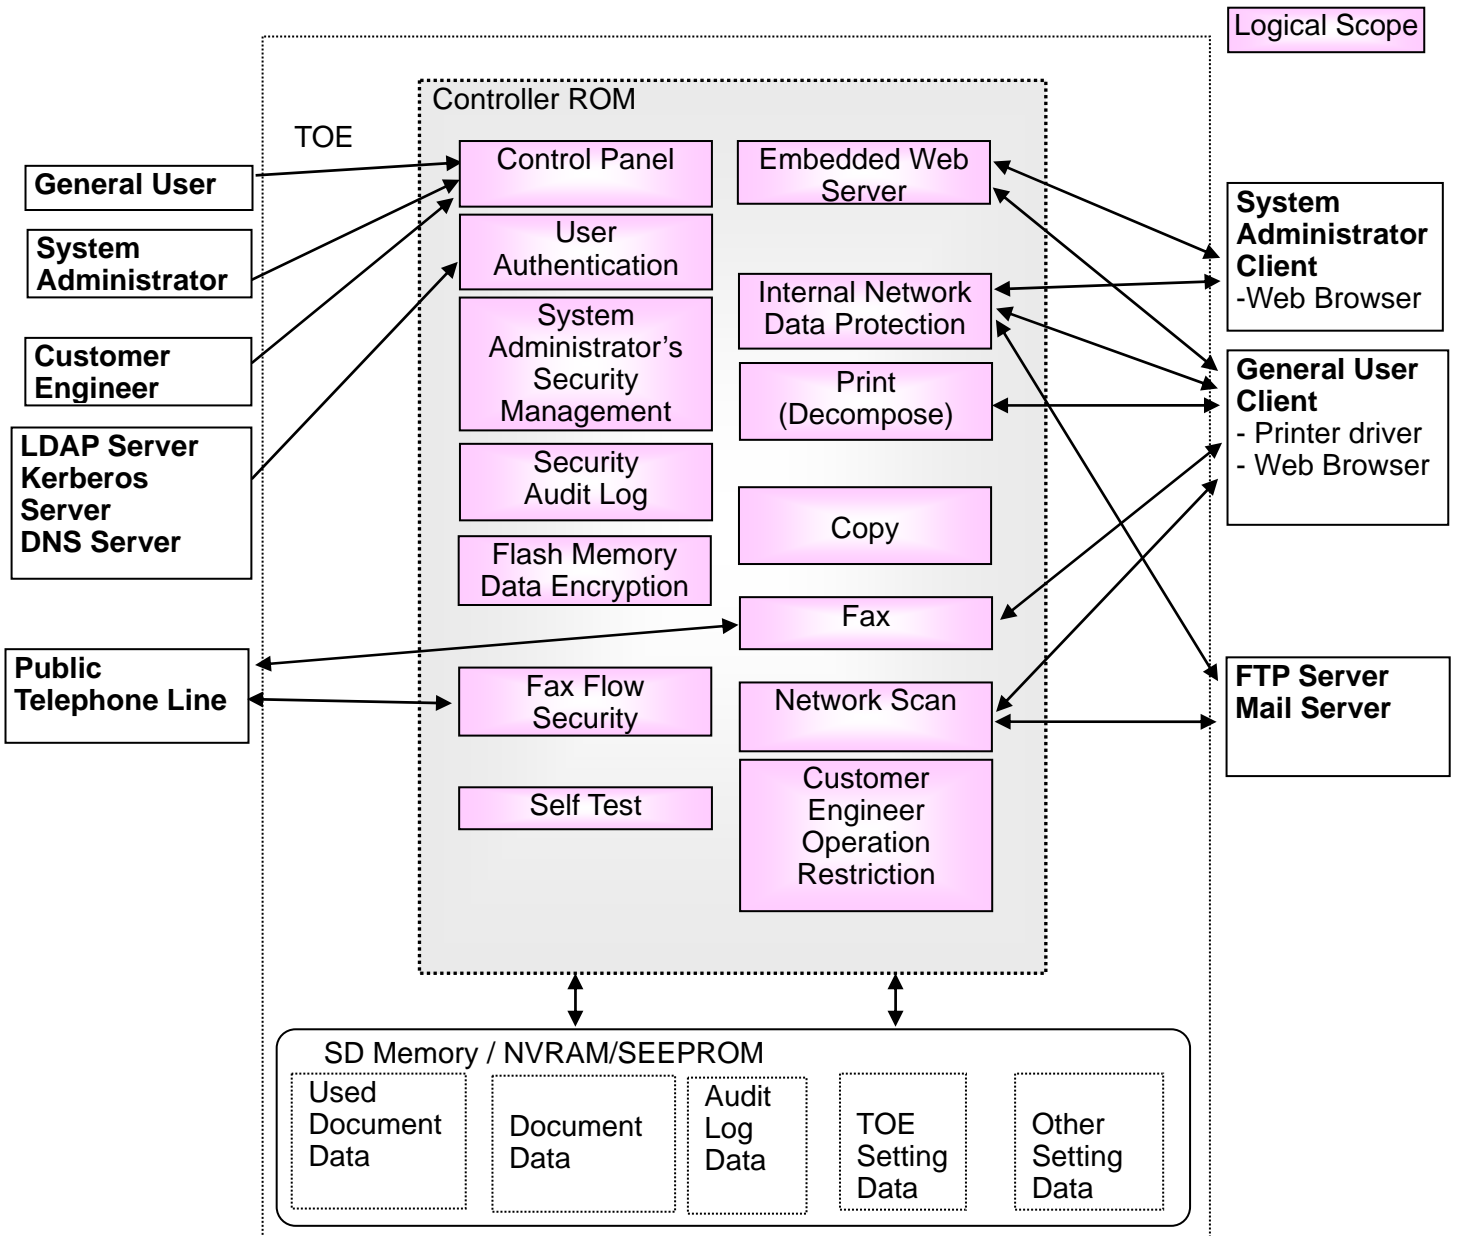 Logical Scope
Controller ROM
TOE
General User
System
Administrator
Customer
Engineer
LDAP Server
Kerberos
Server
DNS Server
Public
Telephone Line
Control Panel
User
Authentication
System
Administrator’s
Security
Management
Security
Audit Log
Flash Memory
Data Encryption
Fax Flow
Security
Self Test
Embedded Web
Server
Internal Network
Data Protection
Print
(Decompose)
Copy
Fax
Network Scan
Customer
Engineer
Operation
Restriction
System
Administrator
Client
-Web Browser
General User
Client
- Printer driver
- Web Browser
FTP Server
Mail Server
SD Memory / NVRAM/SEEPROM
Used
Document
Data
Document
Data
Audit
Log
Data
TOE
Setting
Data
Other
Setting
Data